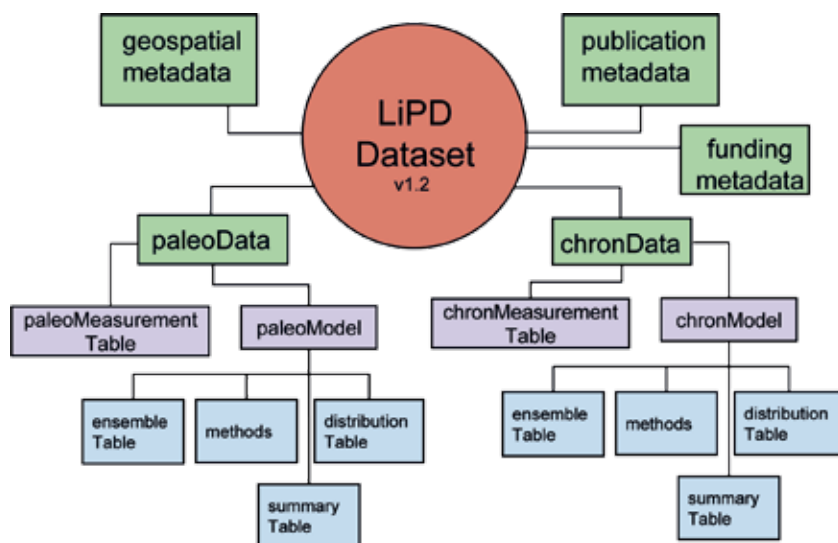 geospatial
metadata
LiPD
Dataset
v1.2
publication
metadata
funding
metadata
paleoData
chronData
paleoMeasurement
Table
paleoModel
chronMeasurement
Table
chronModel
ensemble
Table
methods
distribution
Table
summary
Table
ensemble
Table
methods
distribution
Table
summary
Table